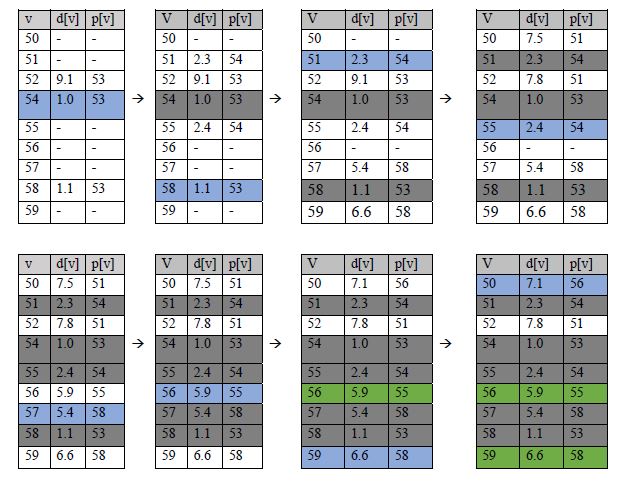 v d[v] p[v]
50 - -
51 - -
52 9.1 53
54 1.0 53
55 - -
56 - -
57 - -
58 1.1 53
59 - -
→
V d[v] p[v]
50 - -
51 2.3 54
52 9.1 53
54 1.0 53
55 2.4 54
56 - -
57 - -
58 1.1 53
59 - -
→
V d[v] p[v]
50 - -
51 2.3 54
52 9.1 53
54 1.0 53
55 2.4 54
56 - -
57 5.4 58
58 1.1 53
59 6.6 58
→
V d[v] p[v]
50 7.5 51
51 2.3 54
52 7.8 51
54 1.0 53
55 2.4 54
56 - -
57 5.4 58
58 1.1 53
59 6.6 58
v d[v] p[v]
50 7.5 51
51 2.3 54
52 7.8 51
54 1.0 53
55 2.4 54
56 5.9 55
57 5.4 58
58 1.1 53
59 6.6 58
→
V d[v] p[v]
50 7.5 51
51 2.3 54
52 7.8 51
54 1.0 53
55 2.4 54
56 5.9 55
57 5.4 58
58 1.1 53
59 6.6 58
→
V d[v] p[v]
50 7.1 56
51 2.3 54
52 7.8 51
54 1.0 53
55 2.4 54
56 5.9 55
57 5.4 58
58 1.1 53
59 6.6 58
→
V d[v] p[v]
50 7.1 56
51 2.3 54
52 7.8 51
54 1.0 53
55 2.4 54
56 5.9 55
57 5.4 58
58 1.1 53
59 6.6 58